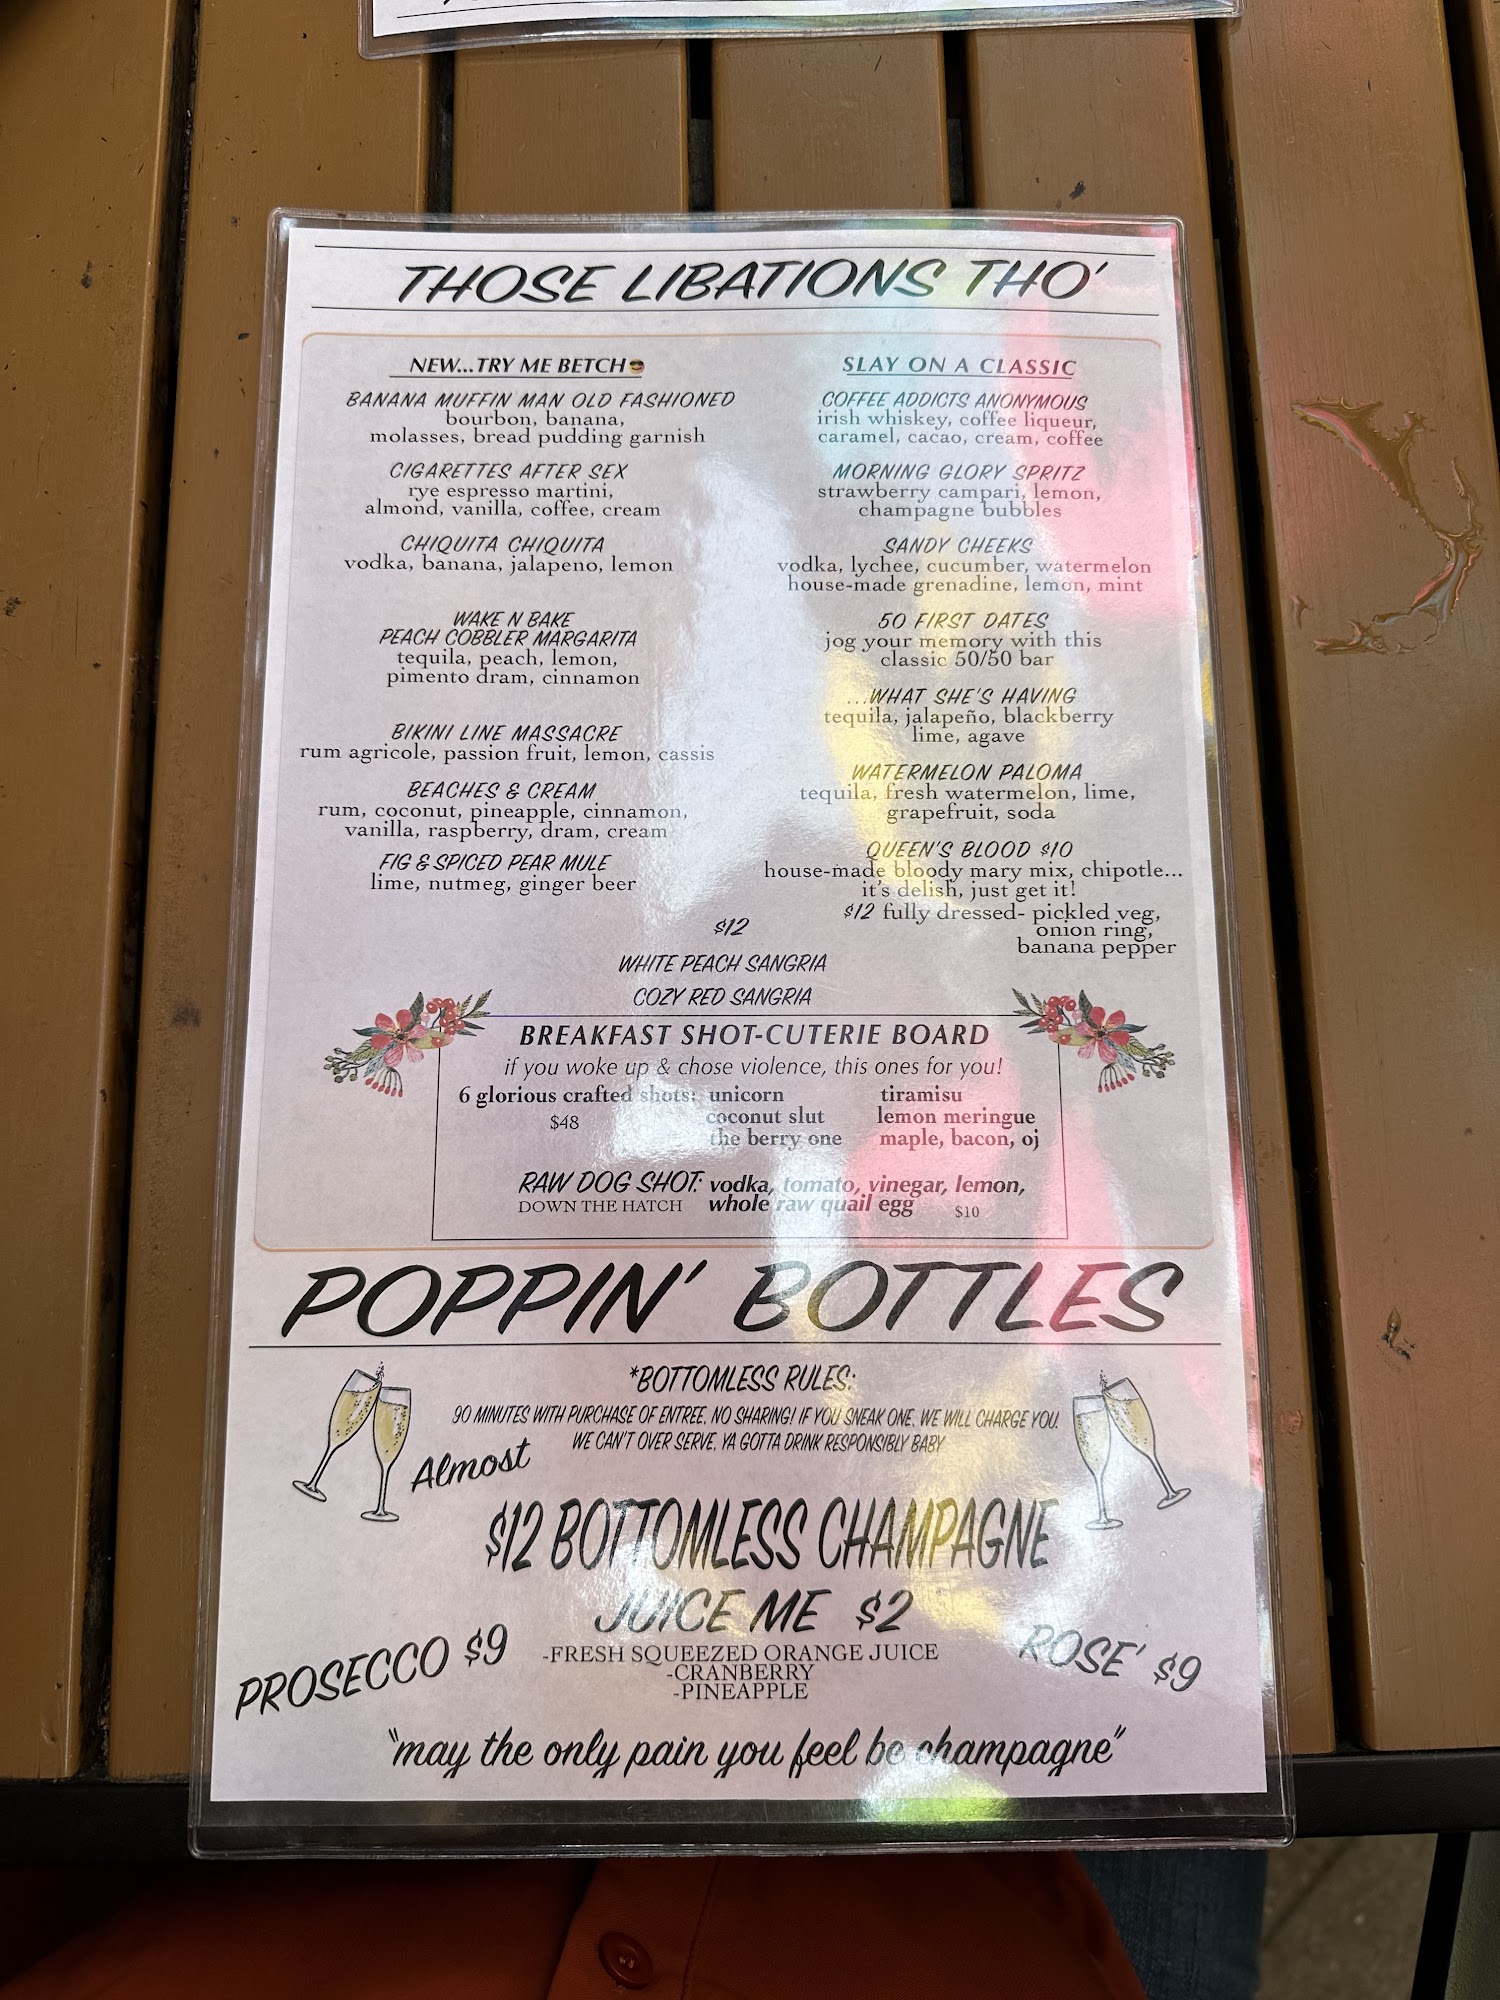 THOSE LIBATIONS THO'
NEW...TRY ME BETCH
BANANA MUFFIN MAN OLD FASHIONED
bourbon, banana,
molasses, bread pudding garnish
CIGARETTES AFTER SEX
rye espresso martini,
almond, vanilla, coffee, cream
CHIQUITA CHIQUITA
vodka, banana, jalapeno, lemon
WAKE N BAKE
PEACH COBBLER MARGARITA
tequila, peach, lemon,
pimento dram, cinnamon
BIKINI LINE MASSACRE
rum agricole, passion fruit, lemon, cassis
BEACHES & CREAM
rum, coconut, pineapple, cinnamon,
vanilla, raspberry, dram, cream
FIG & SPICED PEAR MULE
lime, nutmeg, ginger beer
SLAY ON A CLASSIC
COFFEE ADDICTS ANONYMOUS
irish whiskey, coffee liqueur,
caramel, cacao, cream, coffee
MORNING GLORY SPRITZ
strawberry campari, lemon,
champagne bubbles
SANDY CHEEKS
vodka, lychee, cucumber, watermelon
house-made grenadine, lemon, mint
50 FIRST DATES
jog your memory with this
classic 50/50 bar
...WHAT SHE'S HAVING
tequila, jalapeño, blackberry
lime, agave
WATERMELON PALOMA
tequila, fresh watermelon, lime,
grapefruit, soda
QUEEN'S BLOOD $10
house-made bloody mary mix, chipotle...
it's delish, just get it!
$12 fully dressed- pickled veg,
onion ring,
banana pepper
$12
WHITE PEACH SANGRIA
COZY RED SANGRIA
BREAKFAST SHOT-CUTERIE BOARD
if you woke up & chose violence, this ones for you!
6 glorious crafted shots: unicorn tiramisu
$48 coconut slut lemon meringue
the berry one maple, bacon, oj
RAW DOG SHOT: vodka, tomato, vinegar, lemon,
DOWN THE HATCH whole raw quail egg $10
POPPIN' BOTTLES
*BOTTOMLESS RULES:
90 MINUTES WITH PURCHASE OF ENTREE, NO SHARING! IF YOU SNEAK ONE, WE WILL CHARGE YOU.
WE CAN'T OVER SERVE, YA GOTTA DRINK RESPONSIBLY BABY
Almost
$12 BOTTOMLESS CHAMPAGNE
JUICE ME $2
-FRESH SQUEEZED ORANGE JUICE
-CRANBERRY
-PINEAPPLE
PROSECCO $9
ROSE' $9
"may the only pain you feel be champagne"